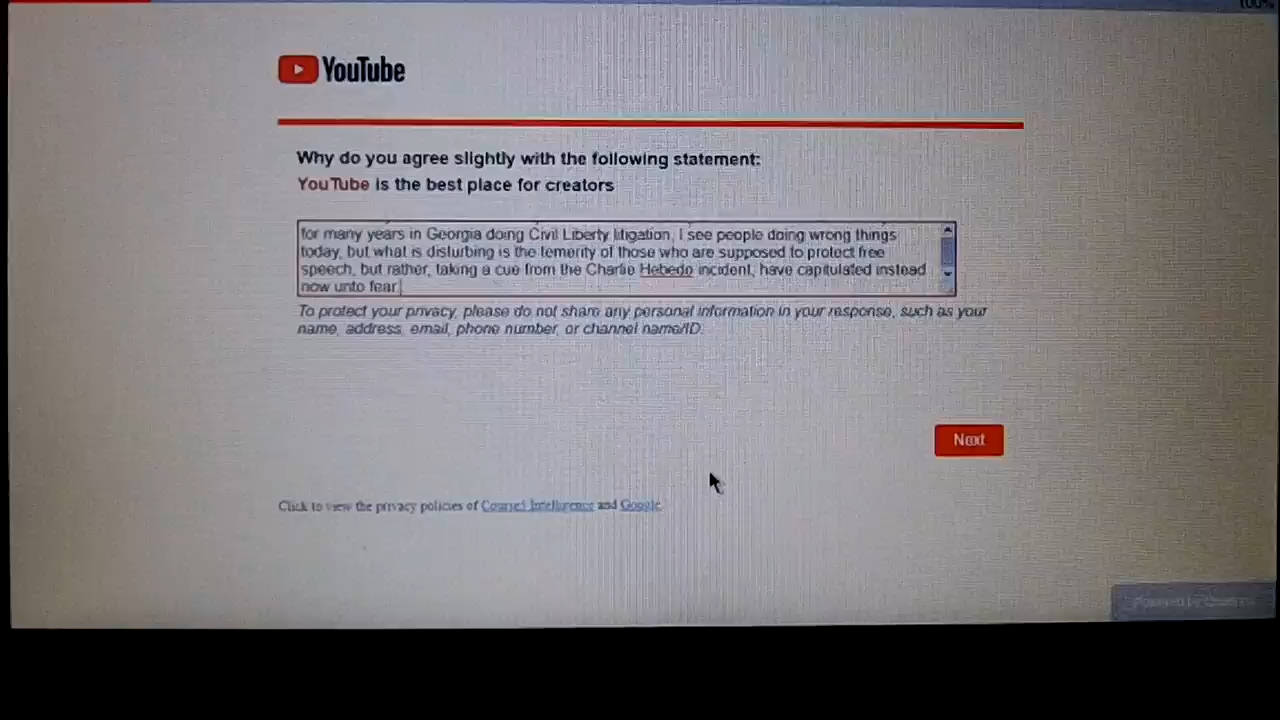 100%
YouTube
Why do you agree slightly with the following statement:
YouTube is the best place for creators
for many years in Georgia doing Civil Liberty litigation, I see people doing wrong things
today, but what is disturbing is the temerity of those who are supposed to protect free
speech, but rather, taking a cue from the Charlie Hebedo incident, have capitulated instead
now unto fear
To protect your privacy, please do not share any personal information in your response, such as your
name, address, email, phone number, or channel name/ID.
Next
Click to view the privacy policies of and Google
Powered by